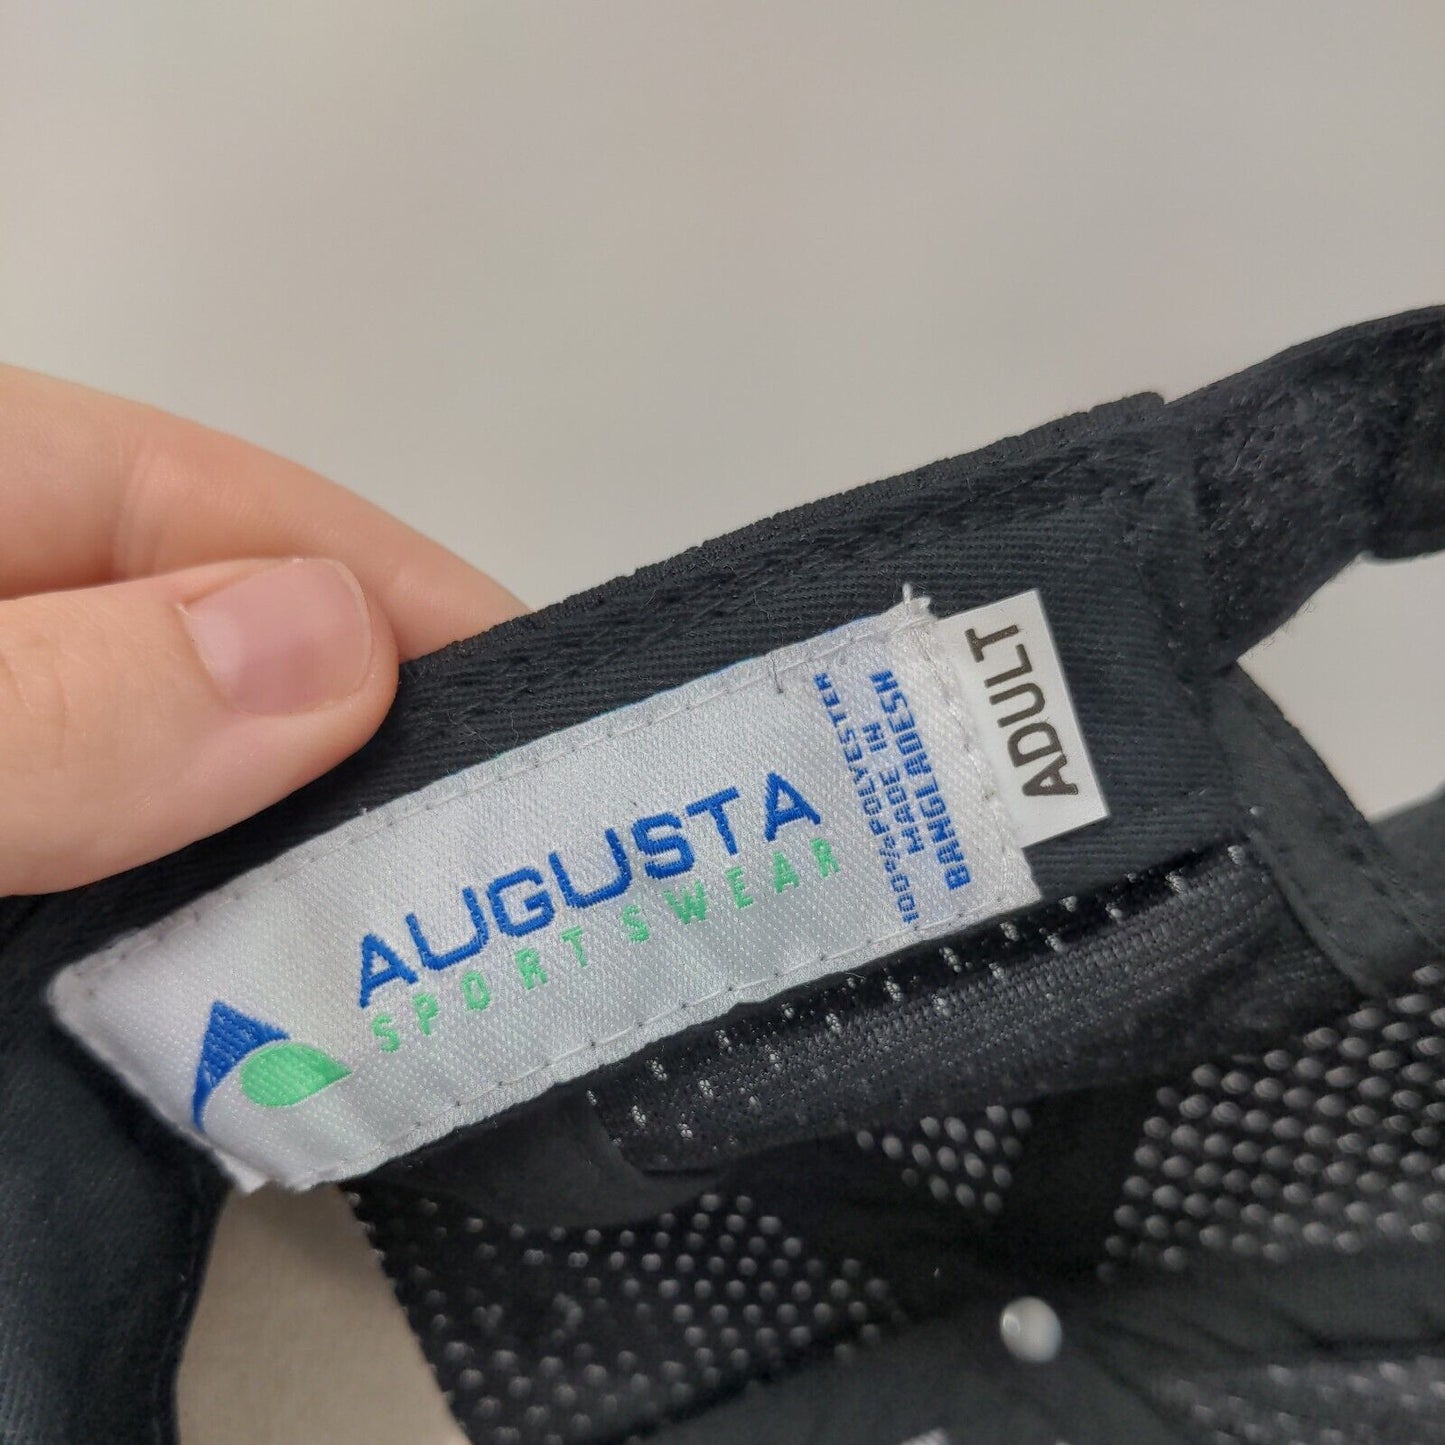 AUGUSTA
SPORTSWEAR
100% POLYESTER
MADE IN
BANGLADESH
ADULT